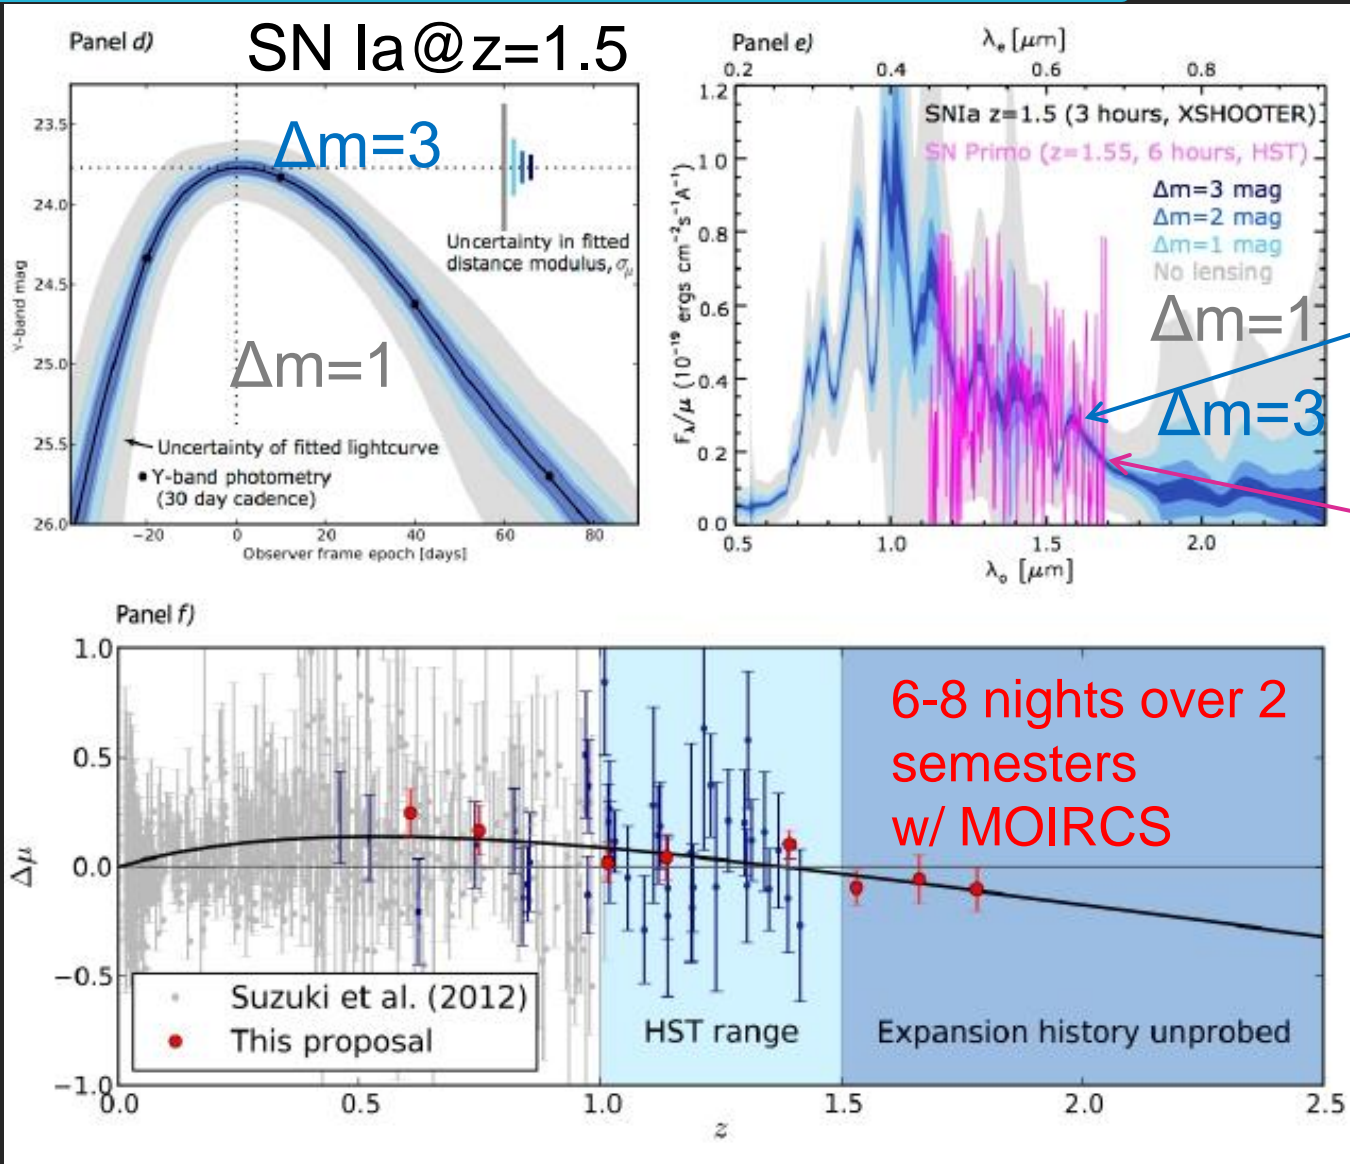 Panel d)
SN Ia@z=1.5
Δm=3
23.5
24.0
24.5
25.0
25.5
26.0
Y-band mag
Uncertainty in fitted
distance modulus, σμ
Δm=1
Uncertainty of fitted lightcurve
Y-band photometry
(30 day cadence)
−20 0 20 40 60 80
Observer frame epoch [days]
Panel e)
λe [μm]
0.2 0.4 0.6 0.8
1.2
1.0
0.8
0.6
0.4
0.2
0.0
Fλ/μ (10⁻¹⁹ ergs cm⁻²s⁻¹A⁻¹)
SNIa z=1.5 (3 hours, XSHOOTER)
SN Primo (z=1.55, 6 hours, HST)
Δm=3 mag
Δm=2 mag
Δm=1 mag
No lensing
Δm=1
Δm=3
0.5 1.0 1.5 2.0
λo [μm]
Panel f)
1.0
0.5
0.0
−0.5
−1.0
Δμ
6-8 nights over 2
semesters
w/ MOIRCS
Suzuki et al. (2012)
This proposal
HST range
Expansion history unprobed
0.0 0.5 1.0 1.5 2.0 2.5
z